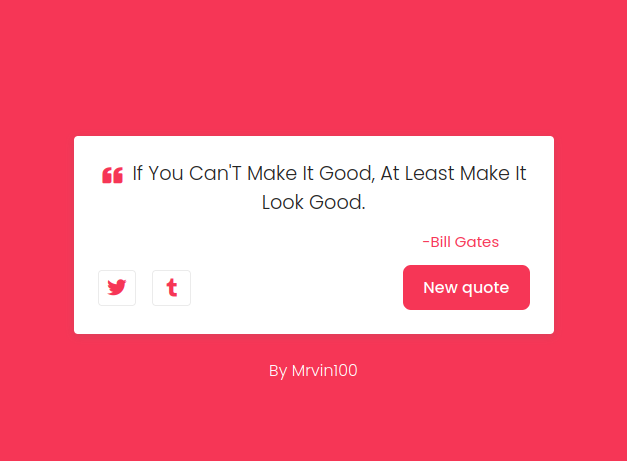 If You Can'T Make It Good, At Least Make It
Look Good.
-Bill Gates
New quote
By Mrvin100